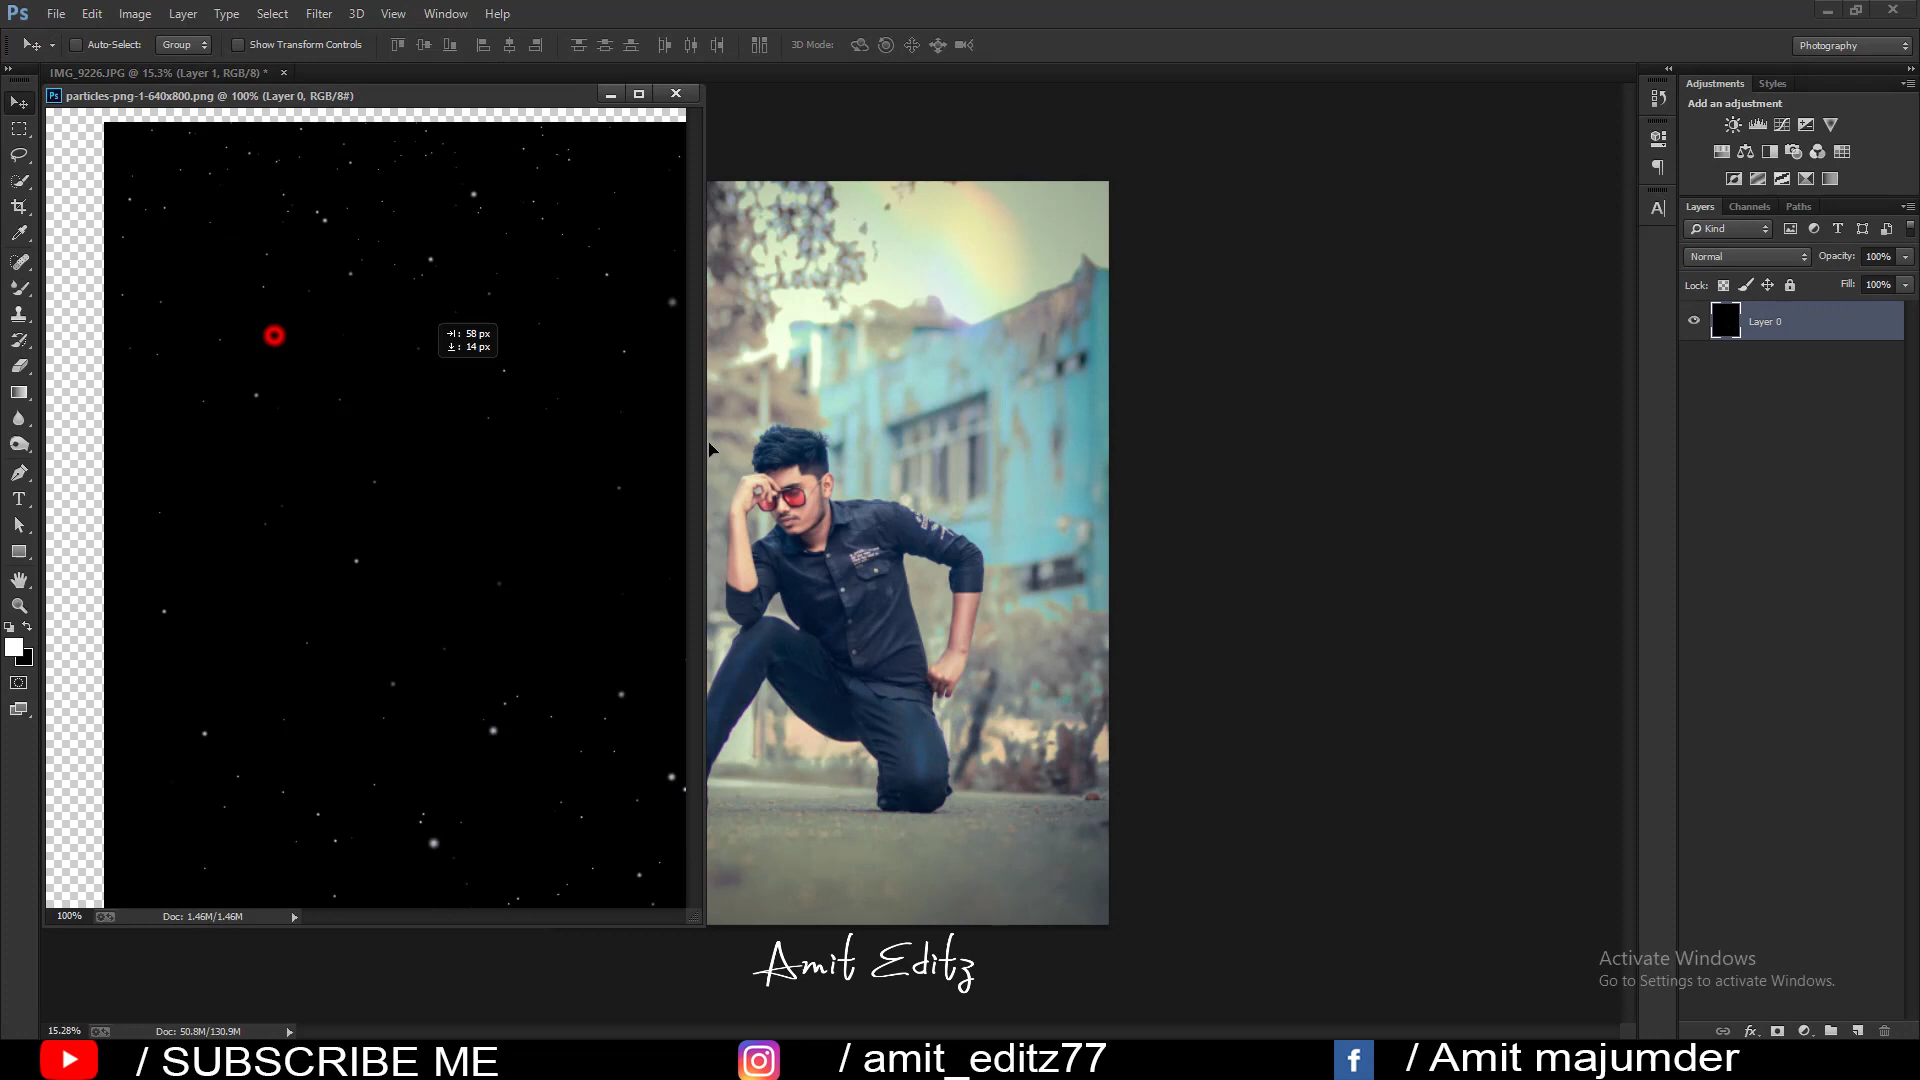 Ps File Edit Image Layer Type Select Filter 3D View Window Help
Auto-Select: Group Show Transform Controls 3D Mode: Photography
IMG_9226.JPG @ 15.3% (Layer 1, RGB/8) * ×
Ps particles-png-1-640x800.png @ 100% (Layer 0, RGB/8#)
Adjustments Styles
Add an adjustment
Layers Channels Paths
Kind
Normal Opacity: 100%
Lock: Fill: 100%
Layer 0
58 px
14 px
100% Doc: 1.46M/1.46M
Amit Editz
Activate Windows
Go to Settings to activate Windows.
15.28% Doc: 50.8M/130.9M
/ SUBSCRIBE ME / amit_editz77 / Amit majumder